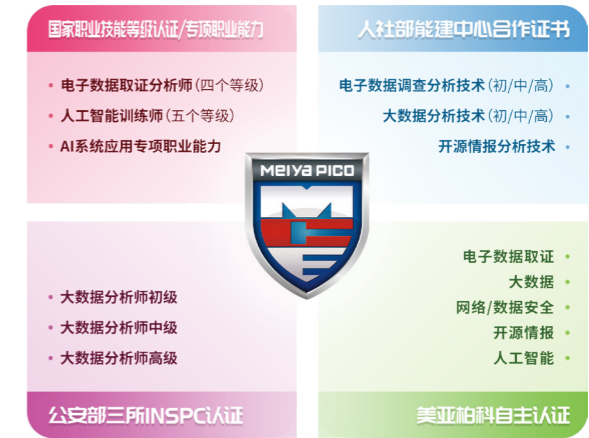 国家职业技能等级认证/专项职业能力
• 电子数据取证分析师(四个等级)
• 人工智能训练师(五个等级)
• AI系统应用专项职业能力
人社部能建中心合作证书
电子数据调查分析技术(初/中/高) •
大数据分析技术(初/中/高) •
开源情报分析技术 •
MEIYA PICO
• 大数据分析师初级
• 大数据分析师中级
• 大数据分析师高级
公安部三所INSPC认证
电子数据取证 •
大数据 •
网络/数据安全 •
开源情报 •
人工智能 •
美亚柏科自主认证